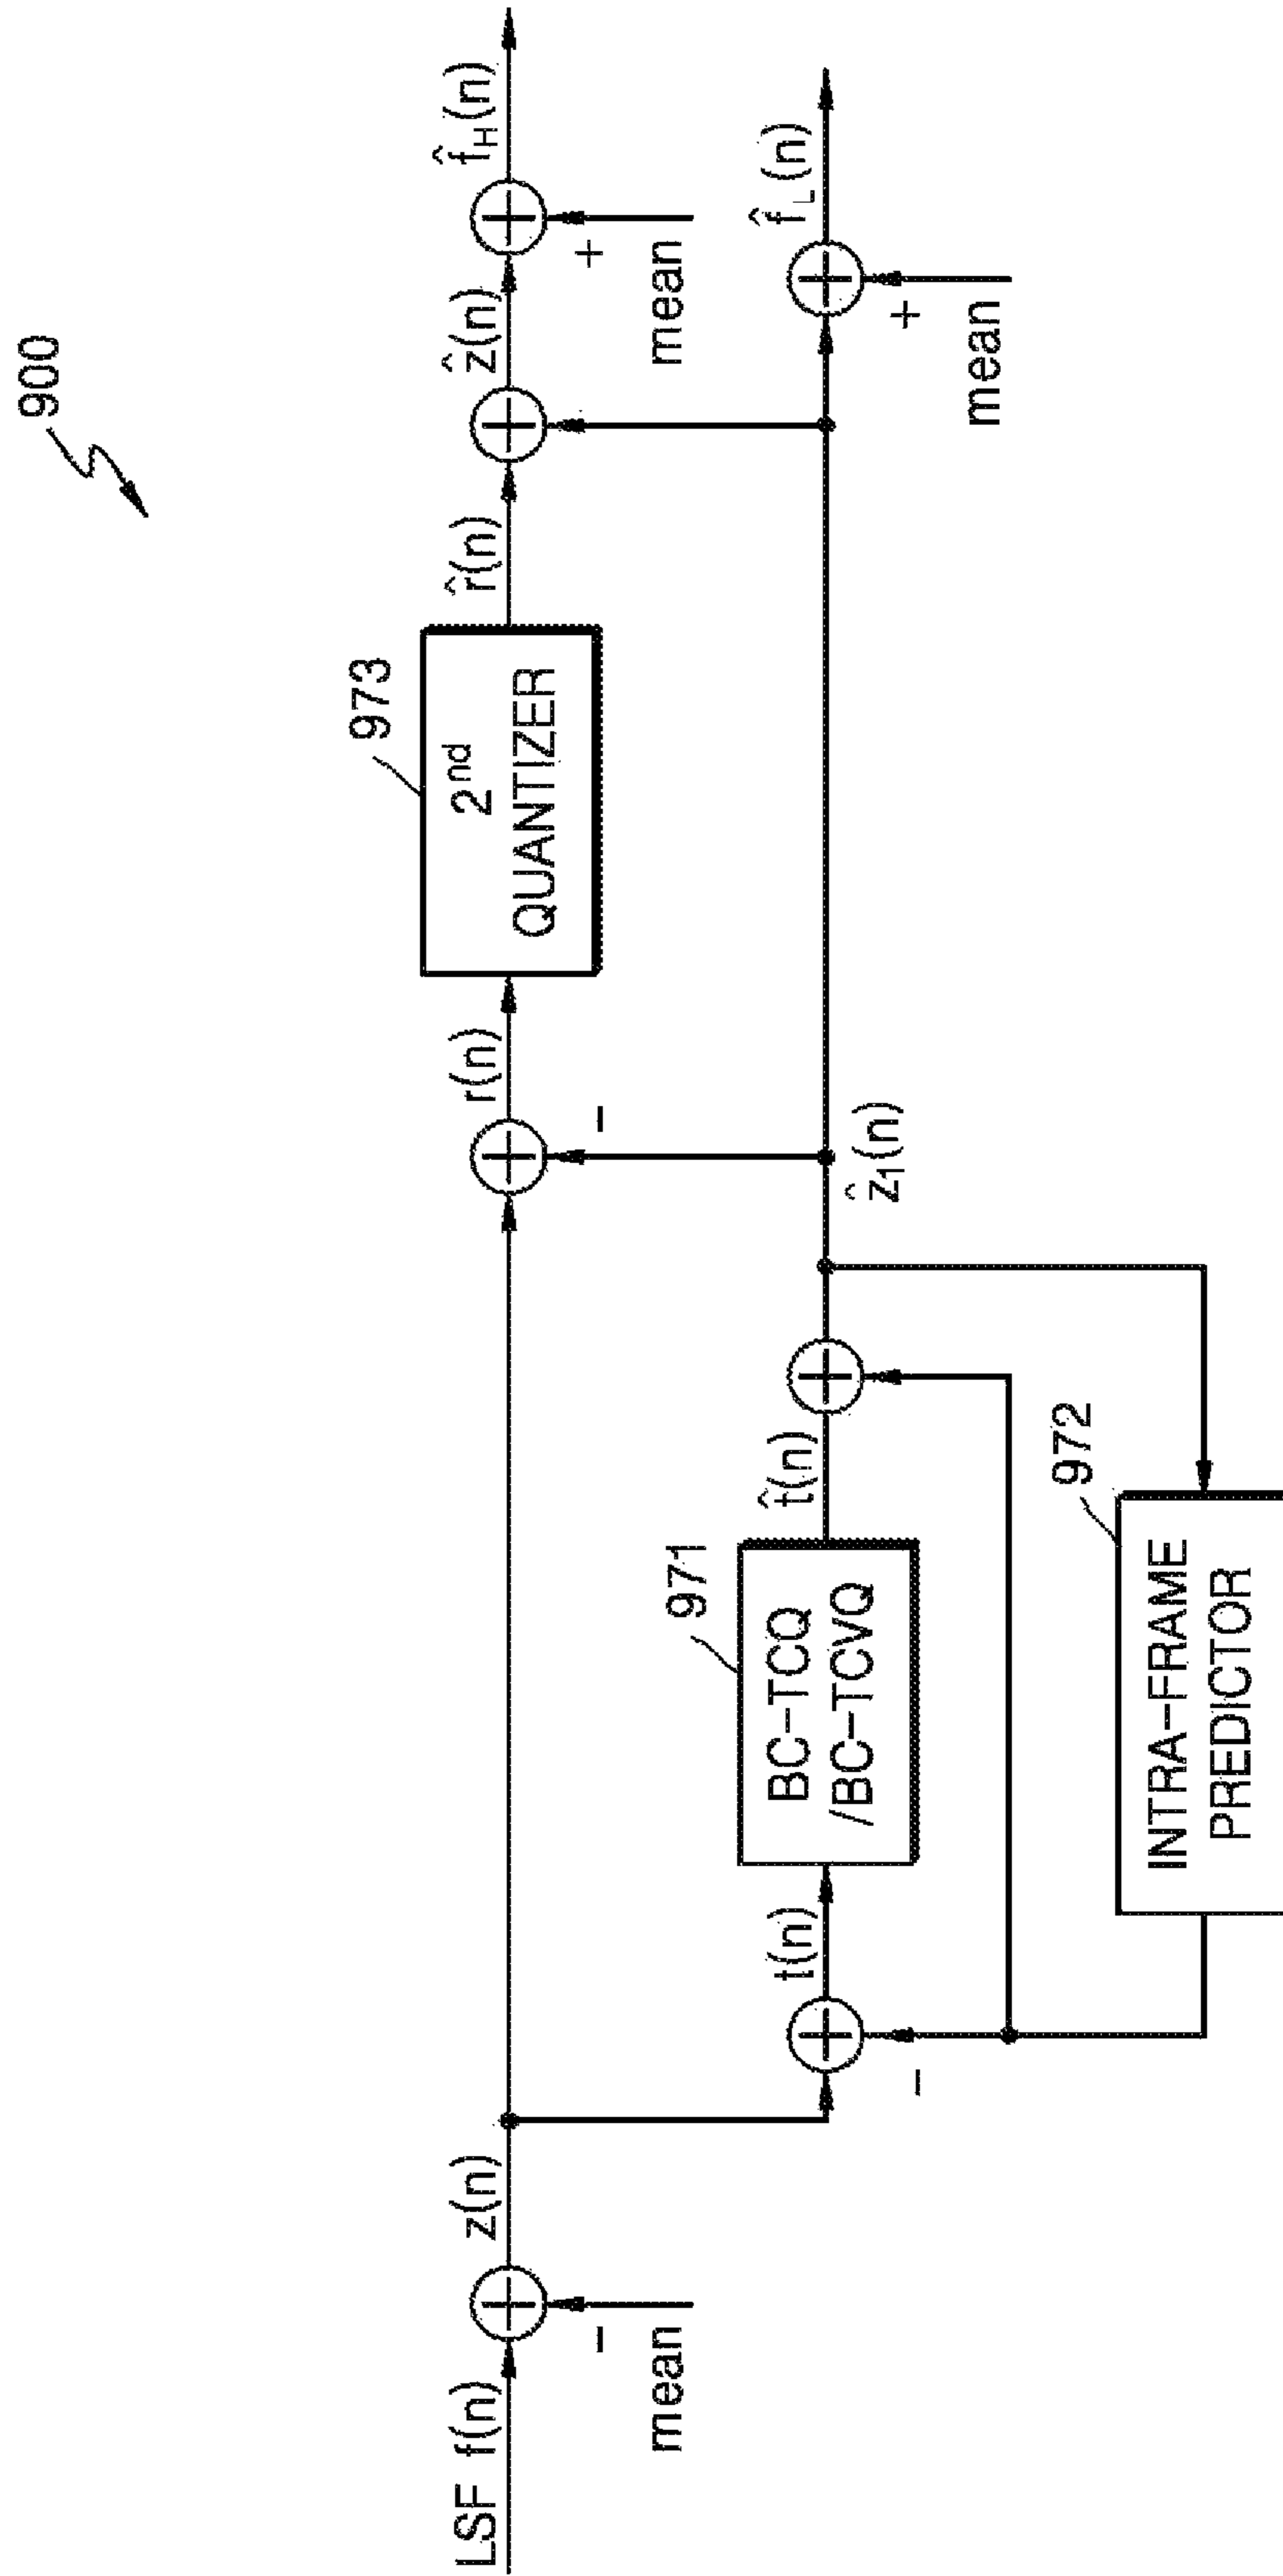 900
LSF f(n)
-
mean
z(n)
r(n)
-
973
2nd
QUANTIZER
r̂(n)
ẑ(n)
+
mean
f̂H(n)
-
t(n)
971
BC-TCQ
/BC-TCVQ
t̂(n)
ẑ1(n)
+
mean
f̂L(n)
972
INTRA-FRAME
PREDICTOR